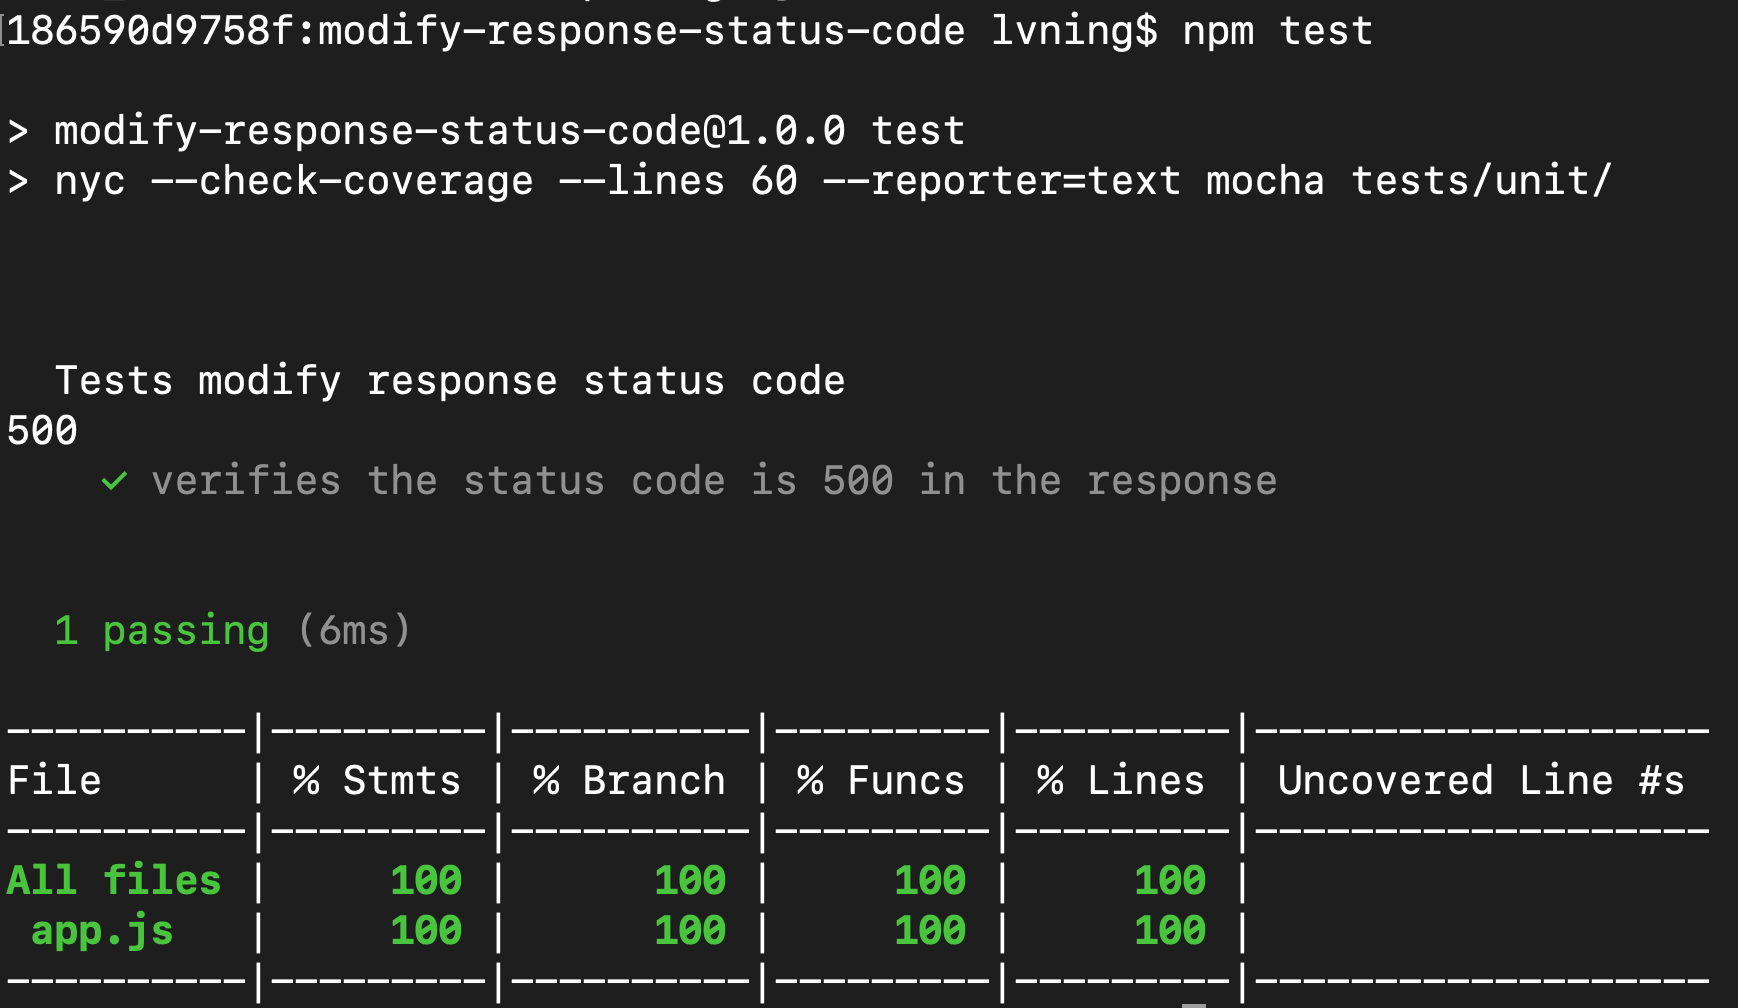 186590d9758f:modify-response-status-code lvning$ npm test
> modify-response-status-code@1.0.0 test
> nyc --check-coverage --lines 60 --reporter=text mocha tests/unit/
Tests modify response status code
500
✓ verifies the status code is 500 in the response
1 passing (6ms)
----------|---------|----------|---------|---------|-------------------
File      | % Stmts | % Branch | % Funcs | % Lines | Uncovered Line #s
----------|---------|----------|---------|---------|-------------------
All files |     100 |      100 |     100 |     100 |
 app.js   |     100 |      100 |     100 |     100 |
----------|---------|----------|---------|---------|-------------------